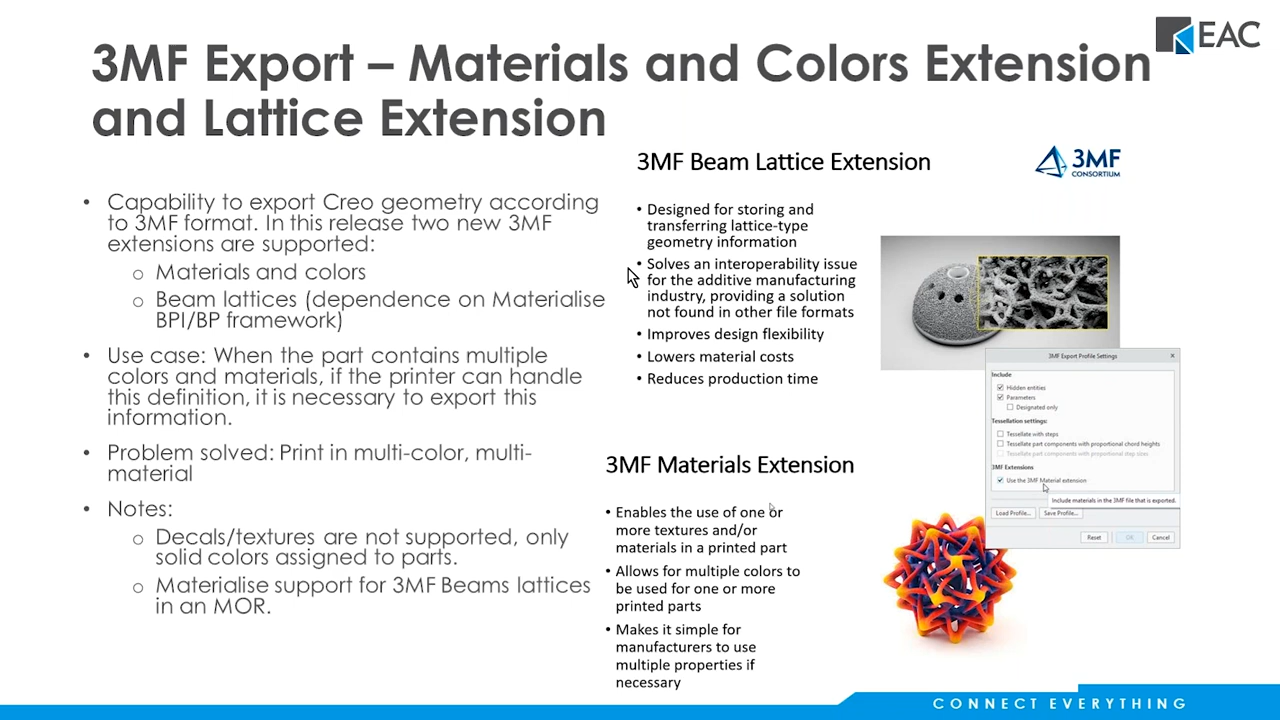 EAC
3MF Export – Materials and Colors Extension
and Lattice Extension
• Capability to export Creo geometry according
to 3MF format. In this release two new 3MF
extensions are supported:
o Materials and colors
o Beam lattices (dependence on Materialise
BPI/BP framework)
• Use case: When the part contains multiple
colors and materials, if the printer can handle
this definition, it is necessary to export this
information.
• Problem solved: Print in multi-color, multi-
material
• Notes:
o Decals/textures are not supported, only
solid colors assigned to parts.
o Materialise support for 3MF Beams lattices
in an MOR.
3MF Beam Lattice Extension
3MF
CONSORTIUM
• Designed for storing and
transferring lattice-type
geometry information
• Solves an interoperability issue
for the additive manufacturing
industry, providing a solution
not found in other file formats
• Improves design flexibility
• Lowers material costs
• Reduces production time
3MF Export Profile Settings
Include
Hidden entities
Parameters
Designated only
Tessellation settings:
Tessellate with steps
Tessellate part components with proportional chord heights
Tessellate part components with proportional step sizes
3MF Extensions
Use the 3MF Material extension
Include materials in the 3MF file that is exported.
Load Profile... Save Profile...
Reset OK Cancel
3MF Materials Extension
• Enables the use of one or
more textures and/or
materials in a printed part
• Allows for multiple colors to
be used for one or more
printed parts
• Makes it simple for
manufacturers to use
multiple properties if
necessary
CONNECT EVERYTHING